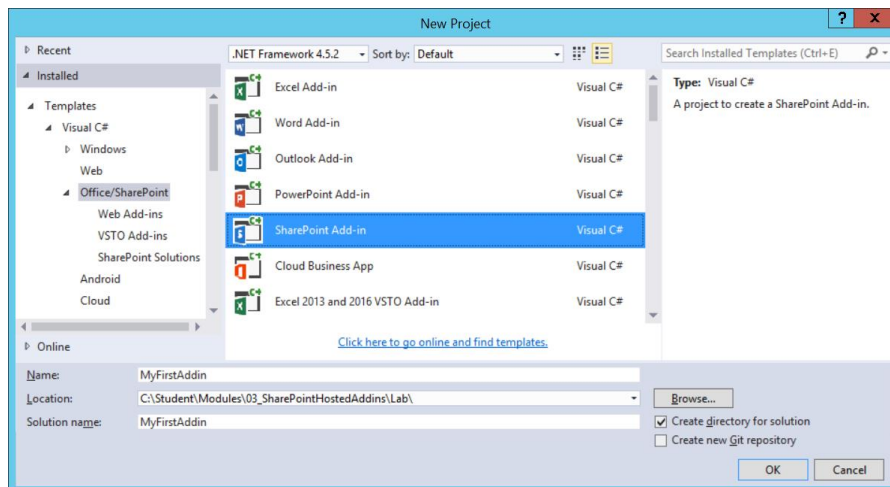 New Project
?
X
Recent
Installed
Templates
Visual C#
Windows
Web
Office/SharePoint
Web Add-ins
VSTO Add-ins
SharePoint Solutions
Android
Cloud
Online
.NET Framework 4.5.2 Sort by: Default
Excel Add-in Visual C#
Word Add-in Visual C#
Outlook Add-in Visual C#
PowerPoint Add-in Visual C#
SharePoint Add-in Visual C#
Cloud Business App Visual C#
Excel 2013 and 2016 VSTO Add-in Visual C#
Click here to go online and find templates.
Search Installed Templates (Ctrl+E)
Type: Visual C#
A project to create a SharePoint Add-in.
Name: MyFirstAddin
Location: C:\Student\Modules\03_SharePointHostedAddins\Lab\
Solution name: MyFirstAddin
Browse...
Create directory for solution
Create new Git repository
OK Cancel